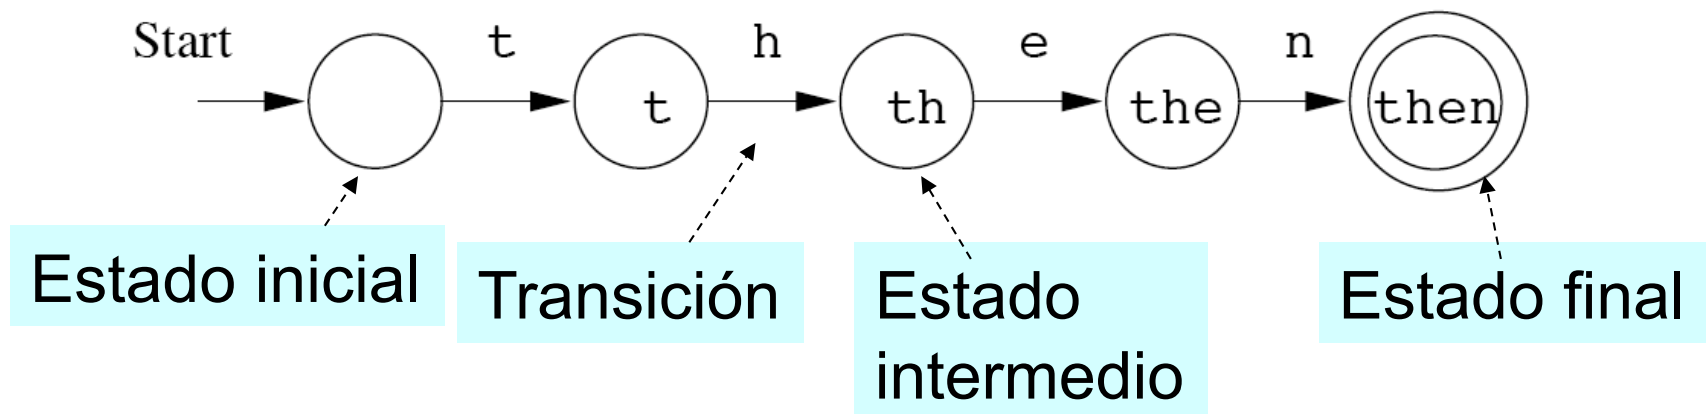 Start t h e n
t th the then
Estado inicial
Transición
Estado
intermedio
Estado final